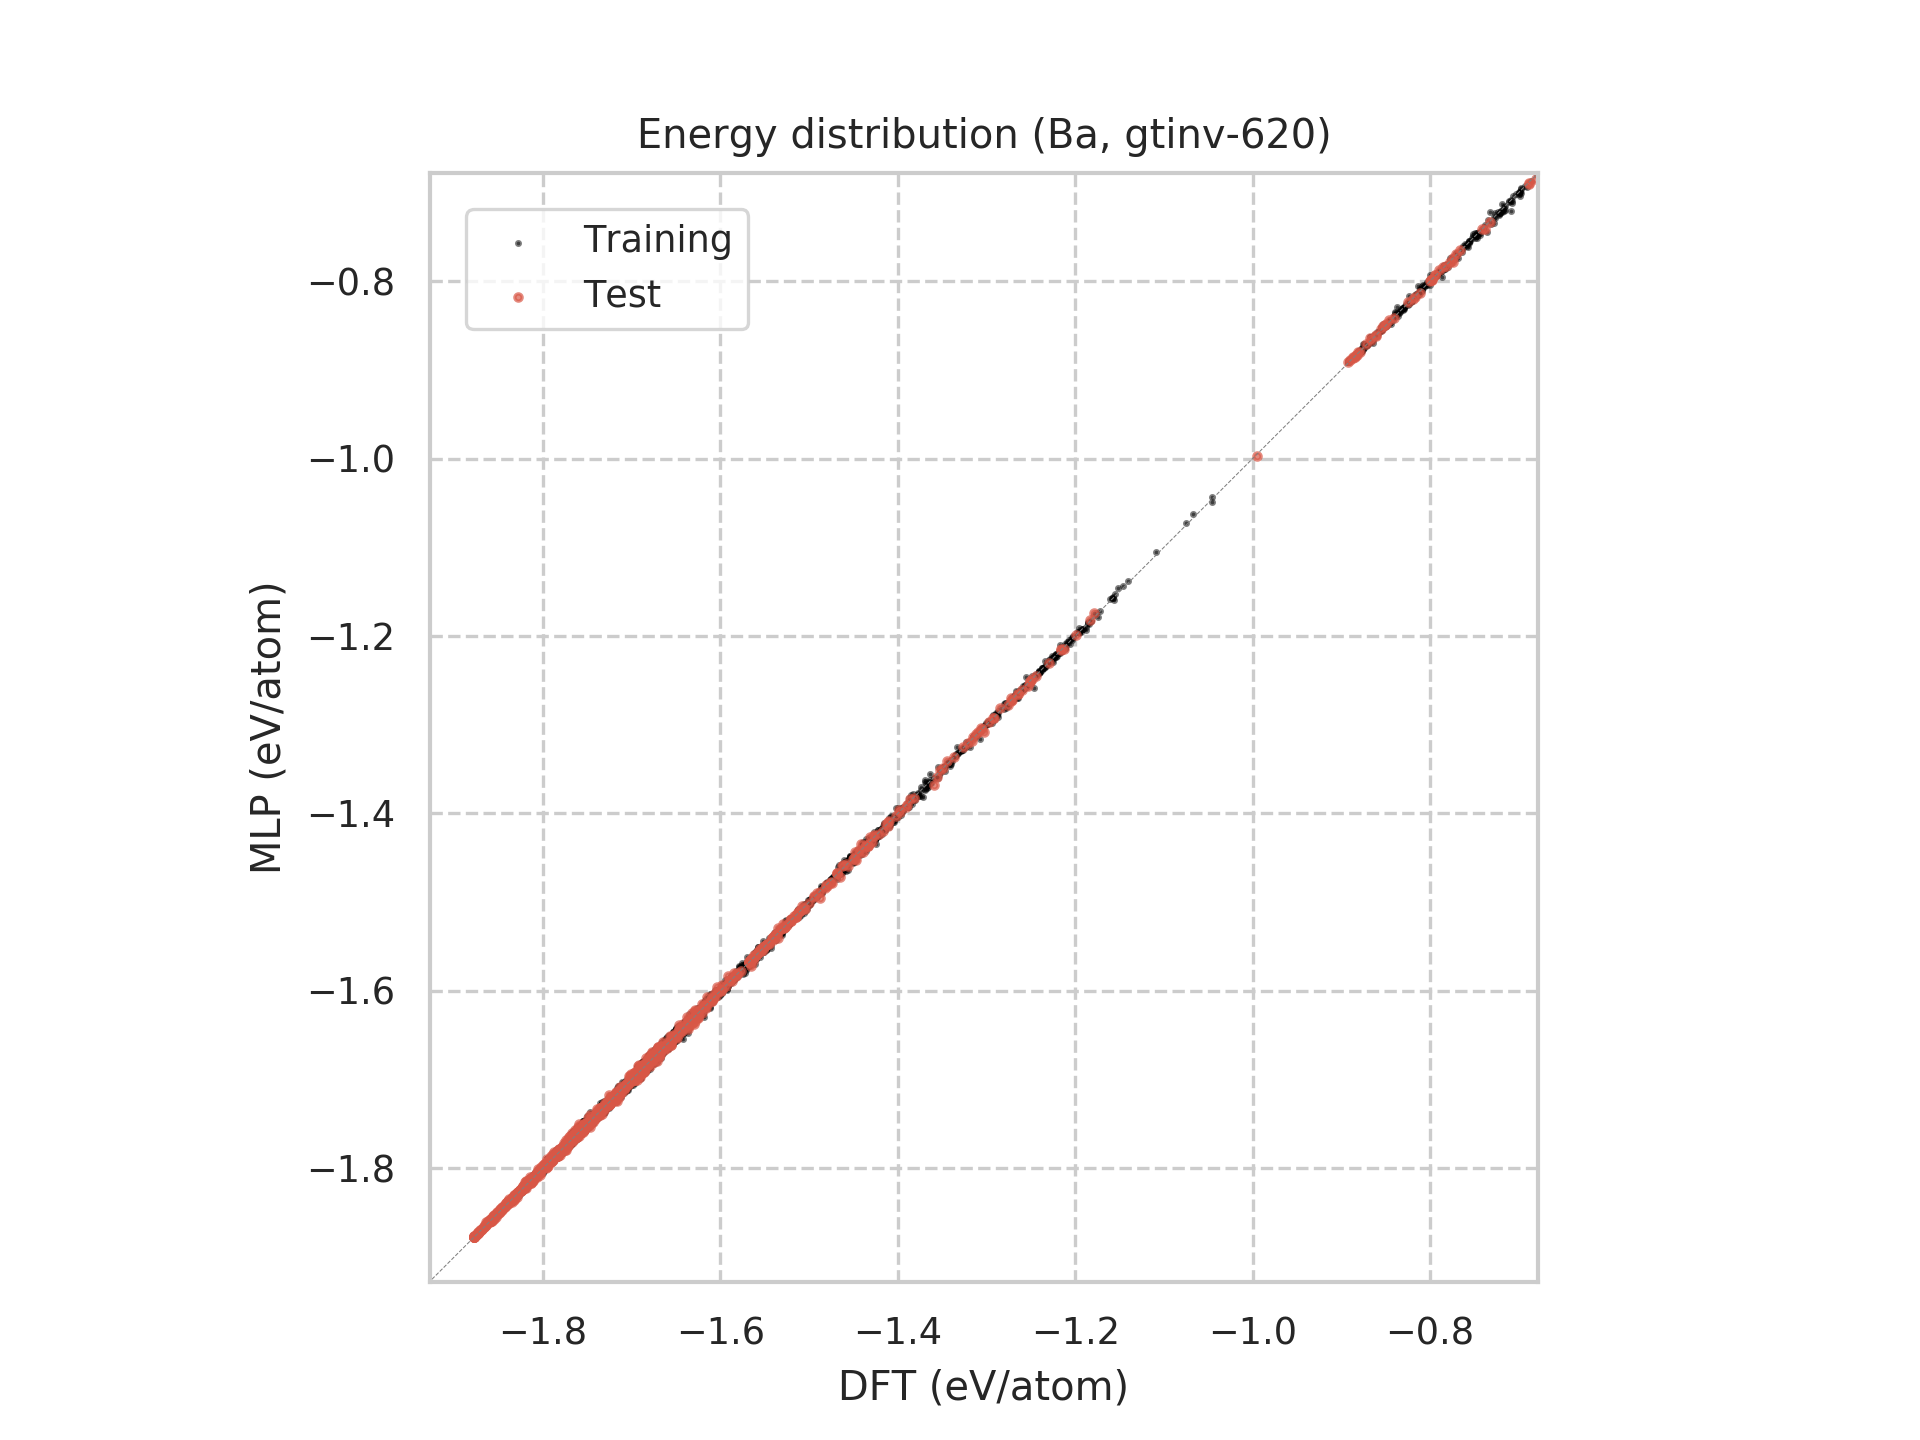 Energy distribution (Ba, gtinv-620)
Training
Test
−0.8
−1.0
−1.2
−1.4
−1.6
−1.8
MLP (eV/atom)
−1.8 −1.6 −1.4 −1.2 −1.0 −0.8
DFT (eV/atom)